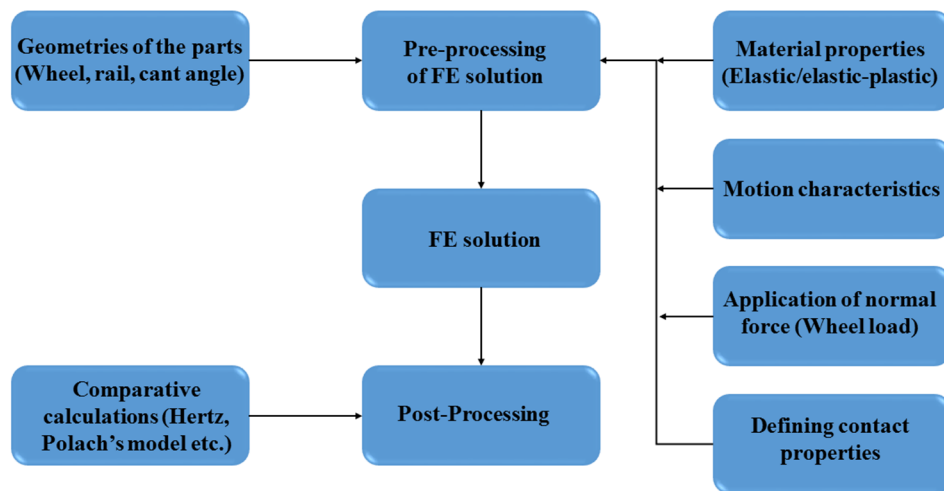 Geometries of the parts
(Wheel, rail, cant angle)
Pre-processing
of FE solution
Material properties
(Elastic/elastic-plastic)
Motion characteristics
FE solution
Application of normal
force (Wheel load)
Comparative
calculations (Hertz,
Polach's model etc.)
Post-Processing
Defining contact
properties